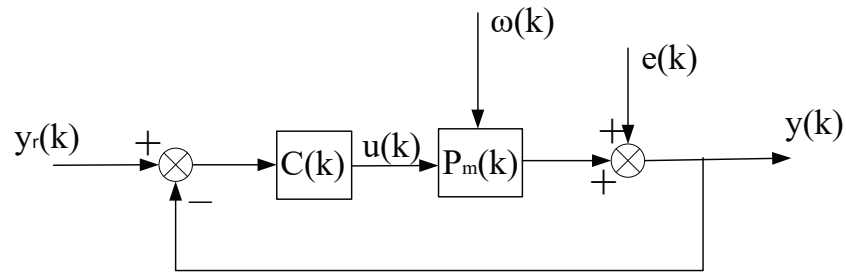 ω(k)
e(k)
yᵣ(k)
+
C(k)
u(k)
Pₘ(k)
+
+
y(k)
−